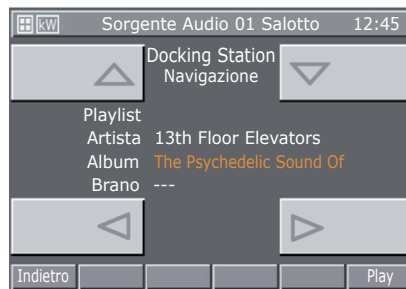 kW Sorgente Audio 01 Salotto 12:45
Docking Station
Navigazione
Playlist
Artista 13th Floor Elevators
Album The Psychedelic Sound Of
Brano ---
Indietro Play